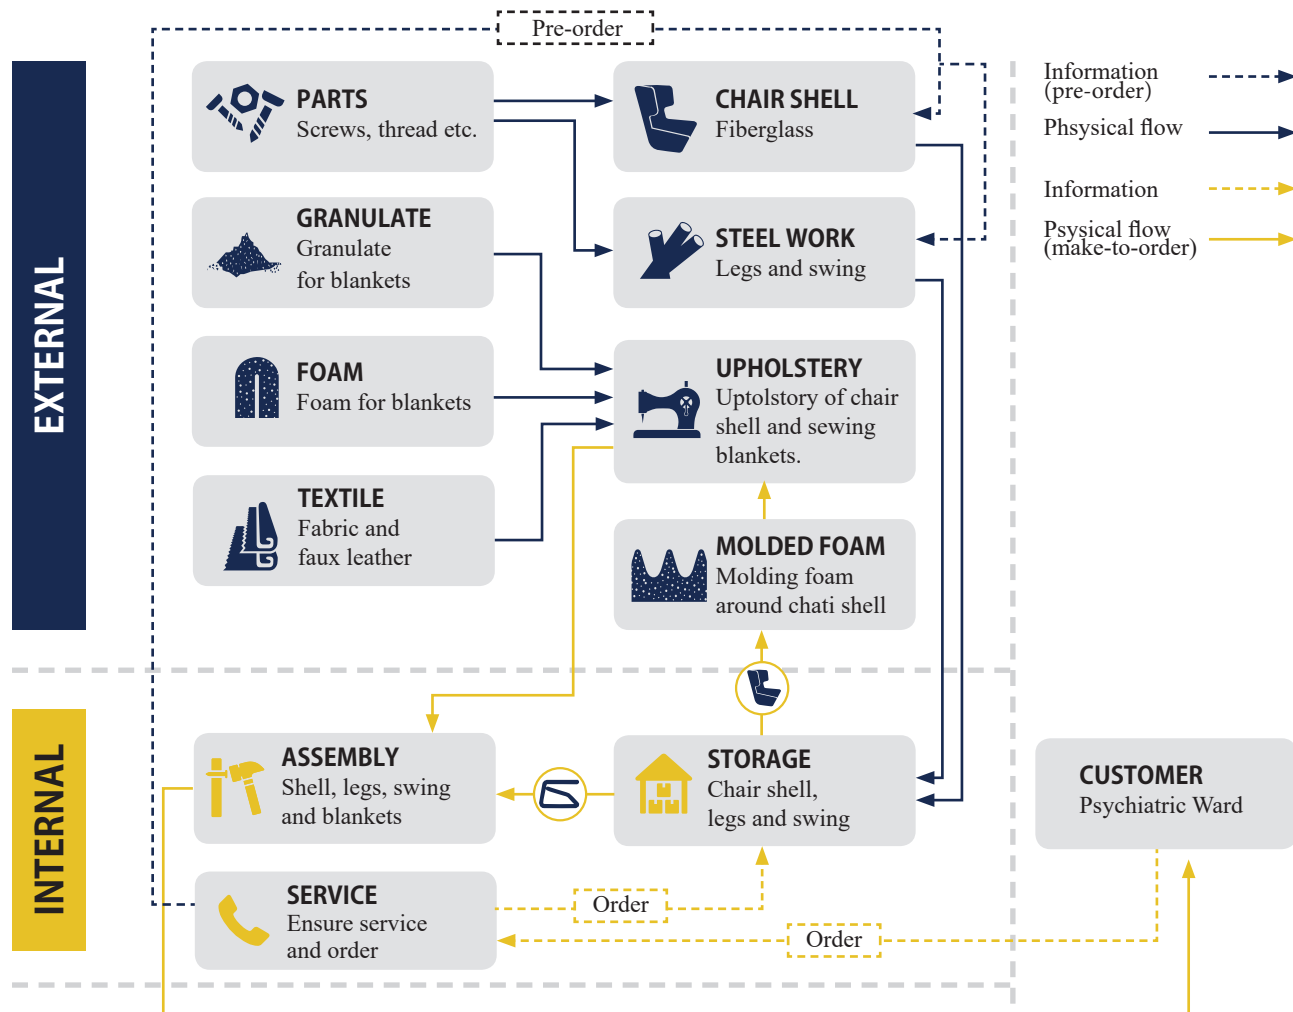 Pre-order
EXTERNAL
PARTS
Screws, thread etc.
CHAIR SHELL
Fiberglass
Information
(pre-order)
Phsysical flow
Information
Psysical flow
(make-to-order)
GRANULATE
Granulate
for blankets
STEEL WORK
Legs and swing
FOAM
Foam for blankets
UPHOLSTERY
Uptolstory of chair
shell and sewing
blankets.
TEXTILE
Fabric and
faux leather
MOLDED FOAM
Molding foam
around chati shell
INTERNAL
ASSEMBLY
Shell, legs, swing
and blankets
STORAGE
Chair shell,
legs and swing
CUSTOMER
Psychiatric Ward
SERVICE
Ensure service
and order
Order
Order